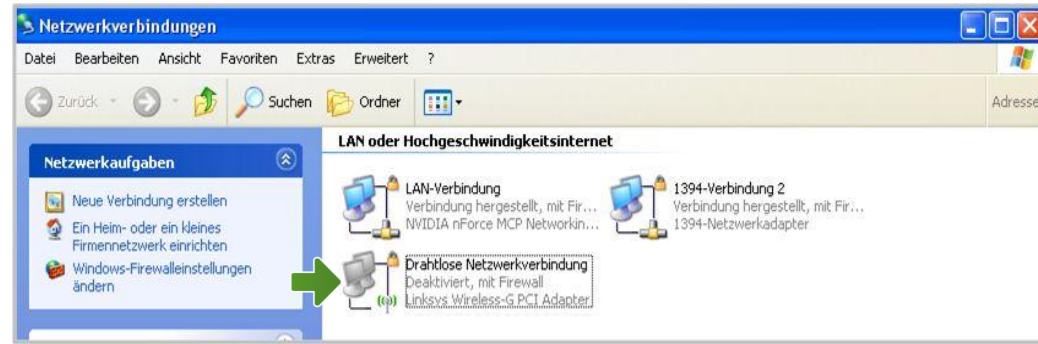 Netzwerkverbindungen
Datei Bearbeiten Ansicht Favoriten Extras Erweitert ?
Zurück Suchen Ordner Adresse
Netzwerkaufgaben
Neue Verbindung erstellen
Ein Heim- oder ein kleines
Firmennetzwerk einrichten
Windows-Firewalleinstellungen
ändern
LAN oder Hochgeschwindigkeitsinternet
LAN-Verbindung
Verbindung hergestellt, mit Fir...
NVIDIA nForce MCP Networkin...
1394-Verbindung 2
Verbindung hergestellt, mit Fir...
1394-Netzwerkadapter
Drahtlose Netzwerkverbindung
Deaktiviert, mit Firewall
Linksys Wireless-G PCI Adapter